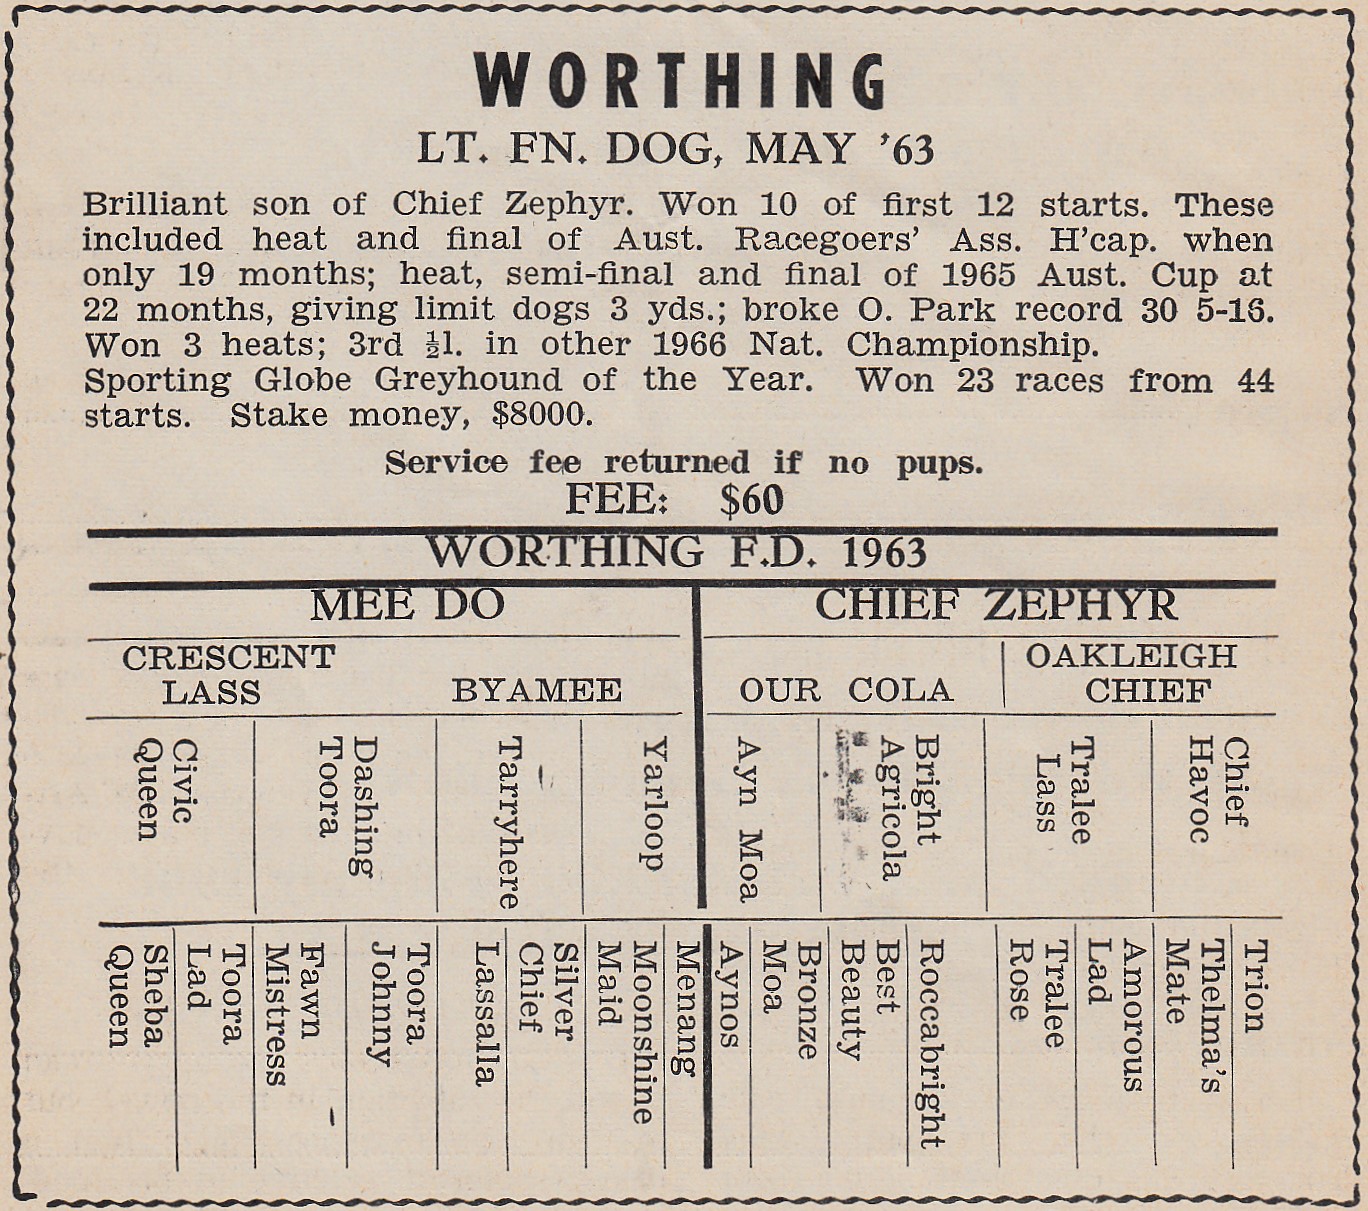 WORTHING
LT. FN. DOG, MAY '63
Brilliant son of Chief Zephyr. Won 10 of first 12 starts. These
included heat and final of Aust. Racegoers' Ass. H'cap. when
only 19 months; heat, semi-final and final of 1965 Aust. Cup at
22 months, giving limit dogs 3 yds.; broke O. Park record 30 5-16.
Won 3 heats; 3rd ½l. in other 1966 Nat. Championship.
Sporting Globe Greyhound of the Year. Won 23 races from 44
starts. Stake money, $8000.
Service fee returned if no pups.
FEE: $60
WORTHING F.D. 1963
MEE DO
CHIEF ZEPHYR
CRESCENT
LASS
BYAMEE
OUR COLA
OAKLEIGH
CHIEF
Civic
Queen
Dashing
Toora
Tarryhere
Yarloop
Ayn Moa
Bright
Agricola
Tralee
Lass
Chief
Havoc
Sheba
Queen
Toora
Lad
Fawn
Mistress
Toora
Johnny
Lassalla
Silver
Chief
Moonshine
Maid
Menang
Aynos
Bronze
Moa
Best
Beauty
Roccabright
Tralee
Rose
Amorous
Lad
Thelma's
Mate
Trion